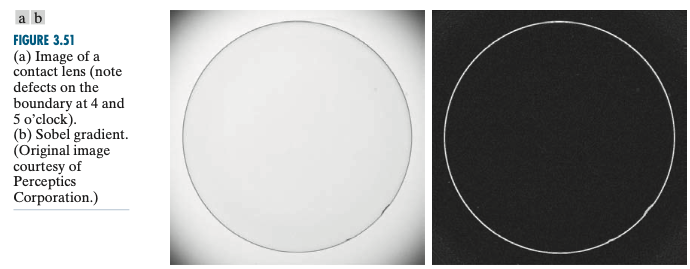 a b
FIGURE 3.51
(a) Image of a
contact lens (note
defects on the
boundary at 4 and
5 o’clock).
(b) Sobel gradient.
(Original image
courtesy of
Perceptics
Corporation.)